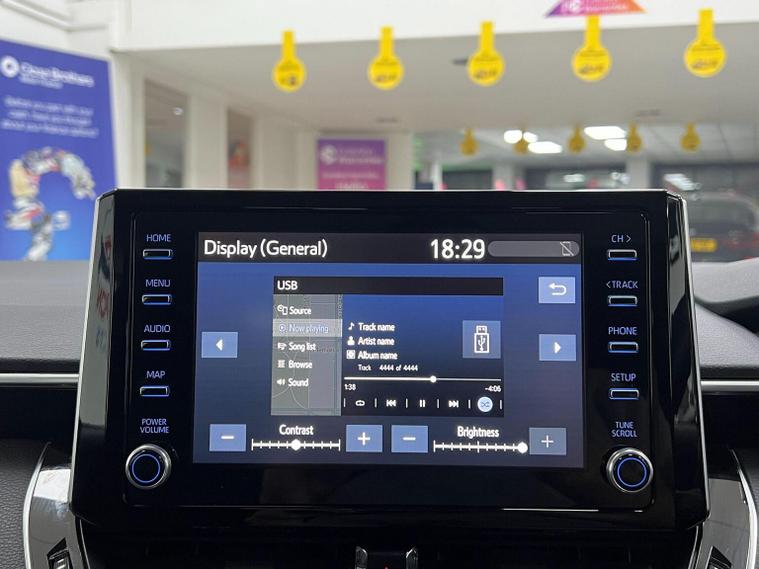 Close Brothers
HOME
MENU
AUDIO
MAP
POWER
VOLUME
Display (General)
18:29
USB
Source
Now playing
Song list
Browse
Sound
Track name
Artist name
Album name
Track 4444 of 4444
1:38
-4:06
Contrast
Brightness
CH >
< TRACK
PHONE
SETUP
TUNE
SCROLL